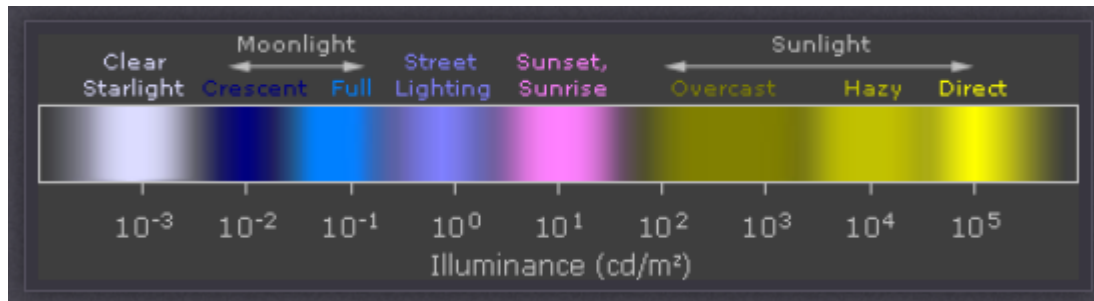 Moonlight
Sunlight
Clear
Starlight
Crescent
Full
Street
Lighting
Sunset,
Sunrise
Overcast
Hazy
Direct
10⁻³ 10⁻² 10⁻¹ 10⁰ 10¹ 10² 10³ 10⁴ 10⁵
Illuminance (cd/m²)